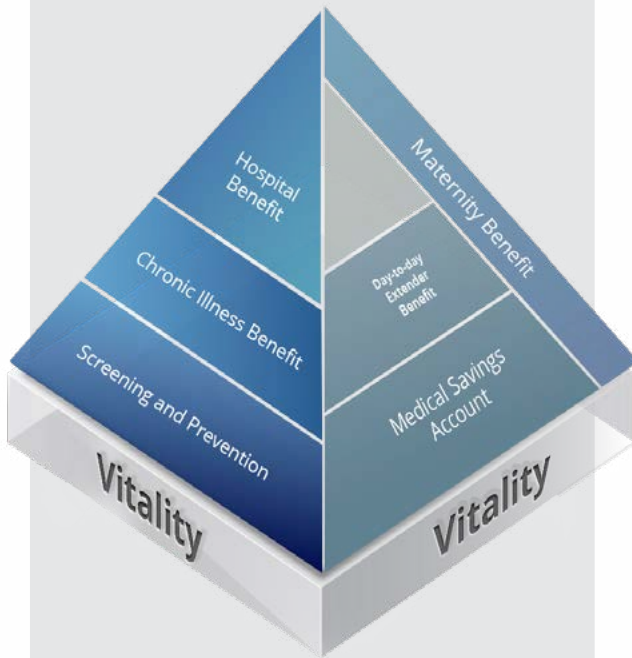 Hospital
Benefit
Chronic Illness Benefit
Screening and Prevention
Maternity Benefit
Day-to-day
Extender
Benefit
Medical Savings
Account
Vitality
Vitality